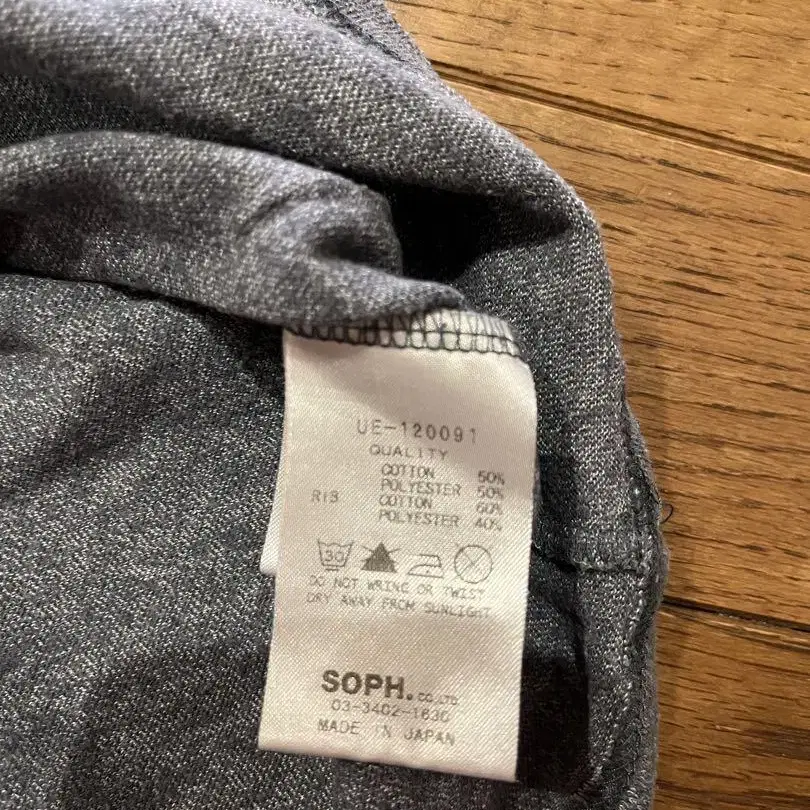 UE-120091
QUALITY
COTTON 50%
POLYESTER 50%
RIB COTTON 60%
POLYESTER 40%
30
DO NOT WRING OR TWIST
DRY AWAY FROM SUNLIGHT
SOPH. CO.,LTD.
03-3402-1830
MADE IN JAPAN